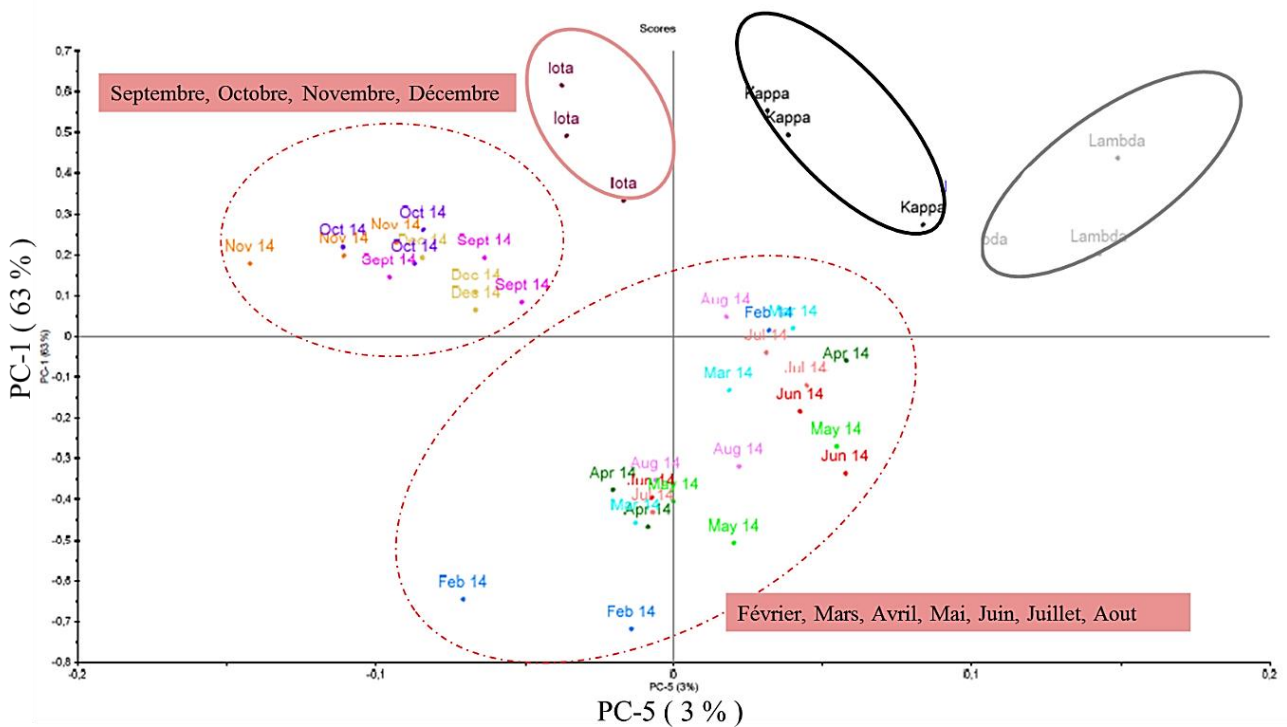 Scores
0,7
Iota
Septembre, Octobre, Novembre, Décembre
0,6
Kappa
Iota
Kappa
0,5
Lambda
0,4
Iota
0,3
Kappa
Oct 14
Oct 14
Nov 14
Nov 14
Nov 14
Dec 14
Sept 14
Lambda
Oct 14
0,2
Sept 14
Dec 14
Sept 14
Dec 14
0,1
Aug 14
Feb 14
Mar 14
Jul 14
0
Apr 14
-0,1
Mar 14
Jul 14
Jun 14
-0,2
May 14
-0,3
Aug 14
Jun 14
Aug 14
Apr 14
Jun 14
May 14
-0,4
Jul 14
Mar 14
Apr 14
May 14
-0,5
-0,6
Feb 14
Feb 14
Février, Mars, Avril, Mai, Juin, Juillet, Aout
-0,7
-0,8
-0,2
-0,1
0
0,1
0,2
PC-5 (3%)
PC-5 ( 3 % )
PC-1 (63%)
PC-1 ( 63 % )